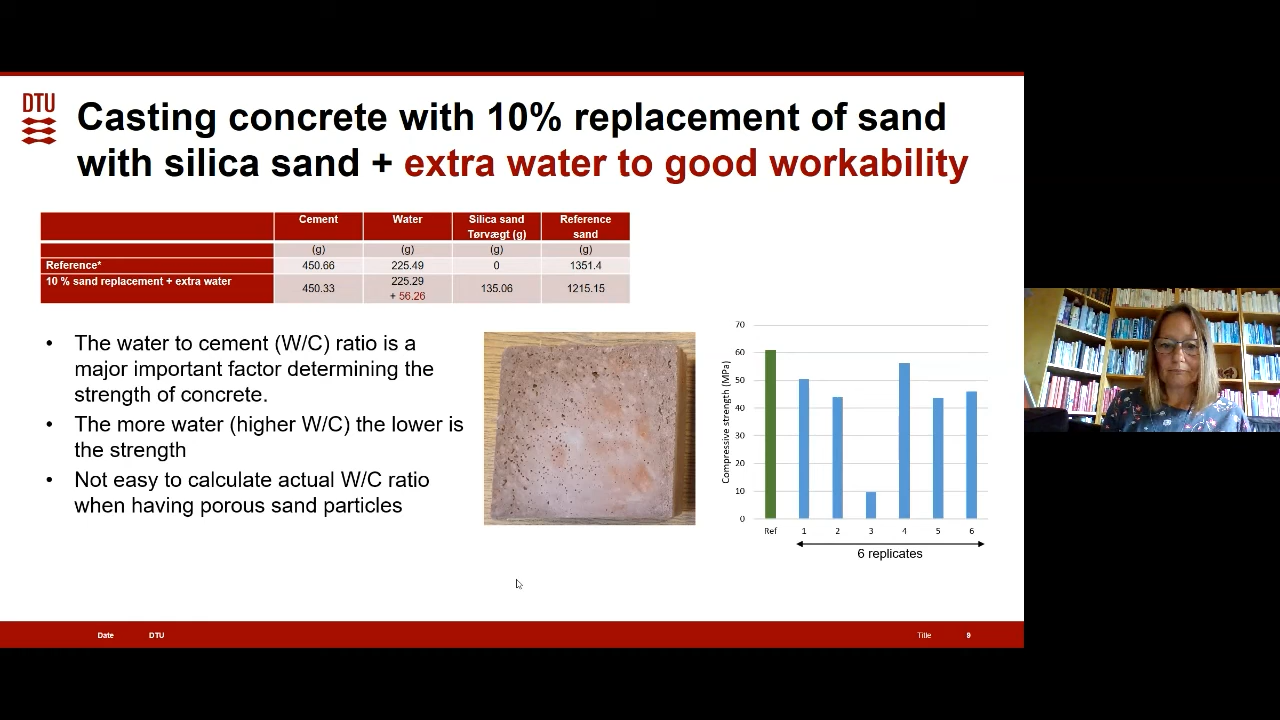 DTU
Casting concrete with 10% replacement of sand
with silica sand + extra water to good workability
Cement Water Silica sand Reference
Tørvægt (g) sand
(g) (g) (g) (g)
Reference* 450.66 225.49 0 1351.4
10 % sand replacement + extra water 450.33 225.29 135.06 1215.15
+ 56.26
• The water to cement (W/C) ratio is a
major important factor determining the
strength of concrete.
• The more water (higher W/C) the lower is
the strength
• Not easy to calculate actual W/C ratio
when having porous sand particles
Compressive strength (MPa)
70
60
50
40
30
20
10
0
Ref 1 2 3 4 5 6
6 replicates
Date DTU Title 9